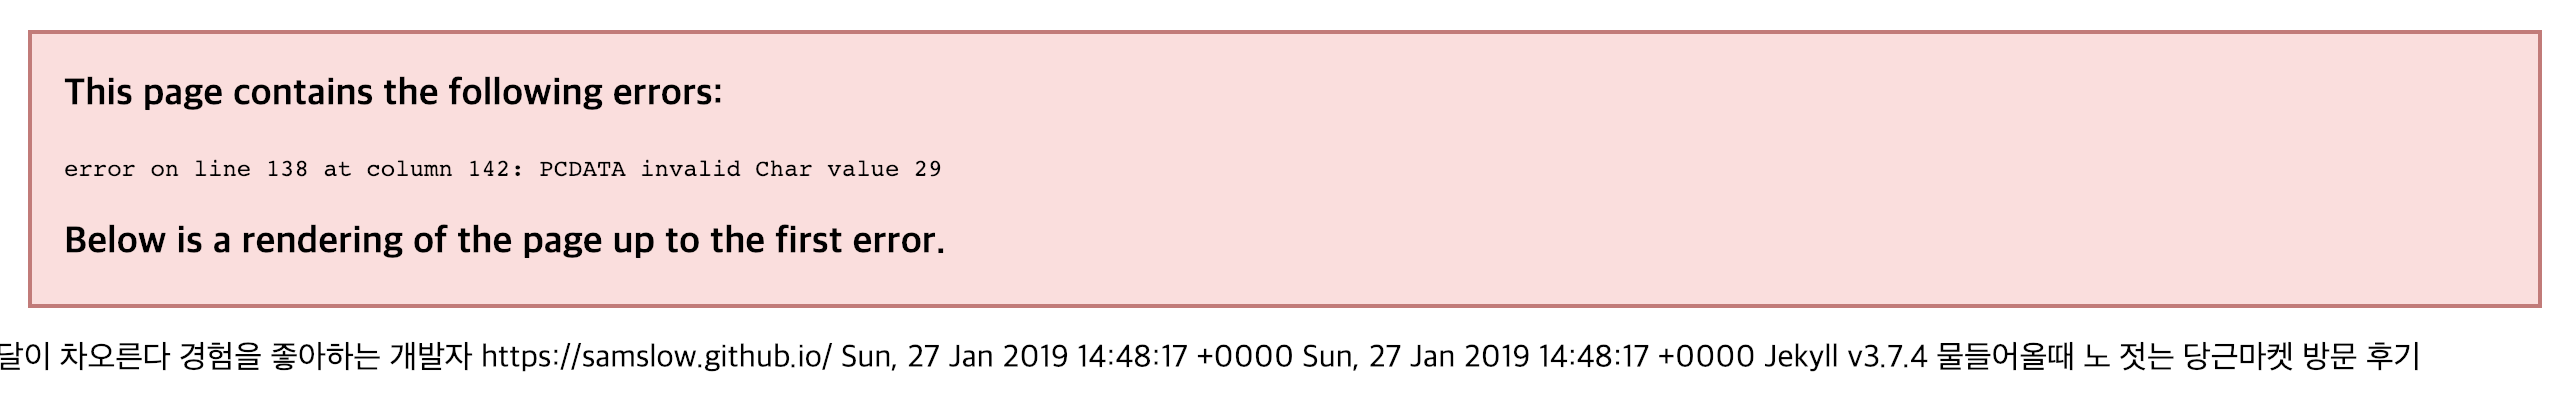 This page contains the following errors:
error on line 138 at column 142: PCDATA invalid Char value 29
Below is a rendering of the page up to the first error.
달이 차오른다 경험을 좋아하는 개발자 https://samslow.github.io/ Sun, 27 Jan 2019 14:48:17 +0000 Sun, 27 Jan 2019 14:48:17 +0000 Jekyll v3.7.4 물들어올때 노 젓는 당근마켓 방문 후기